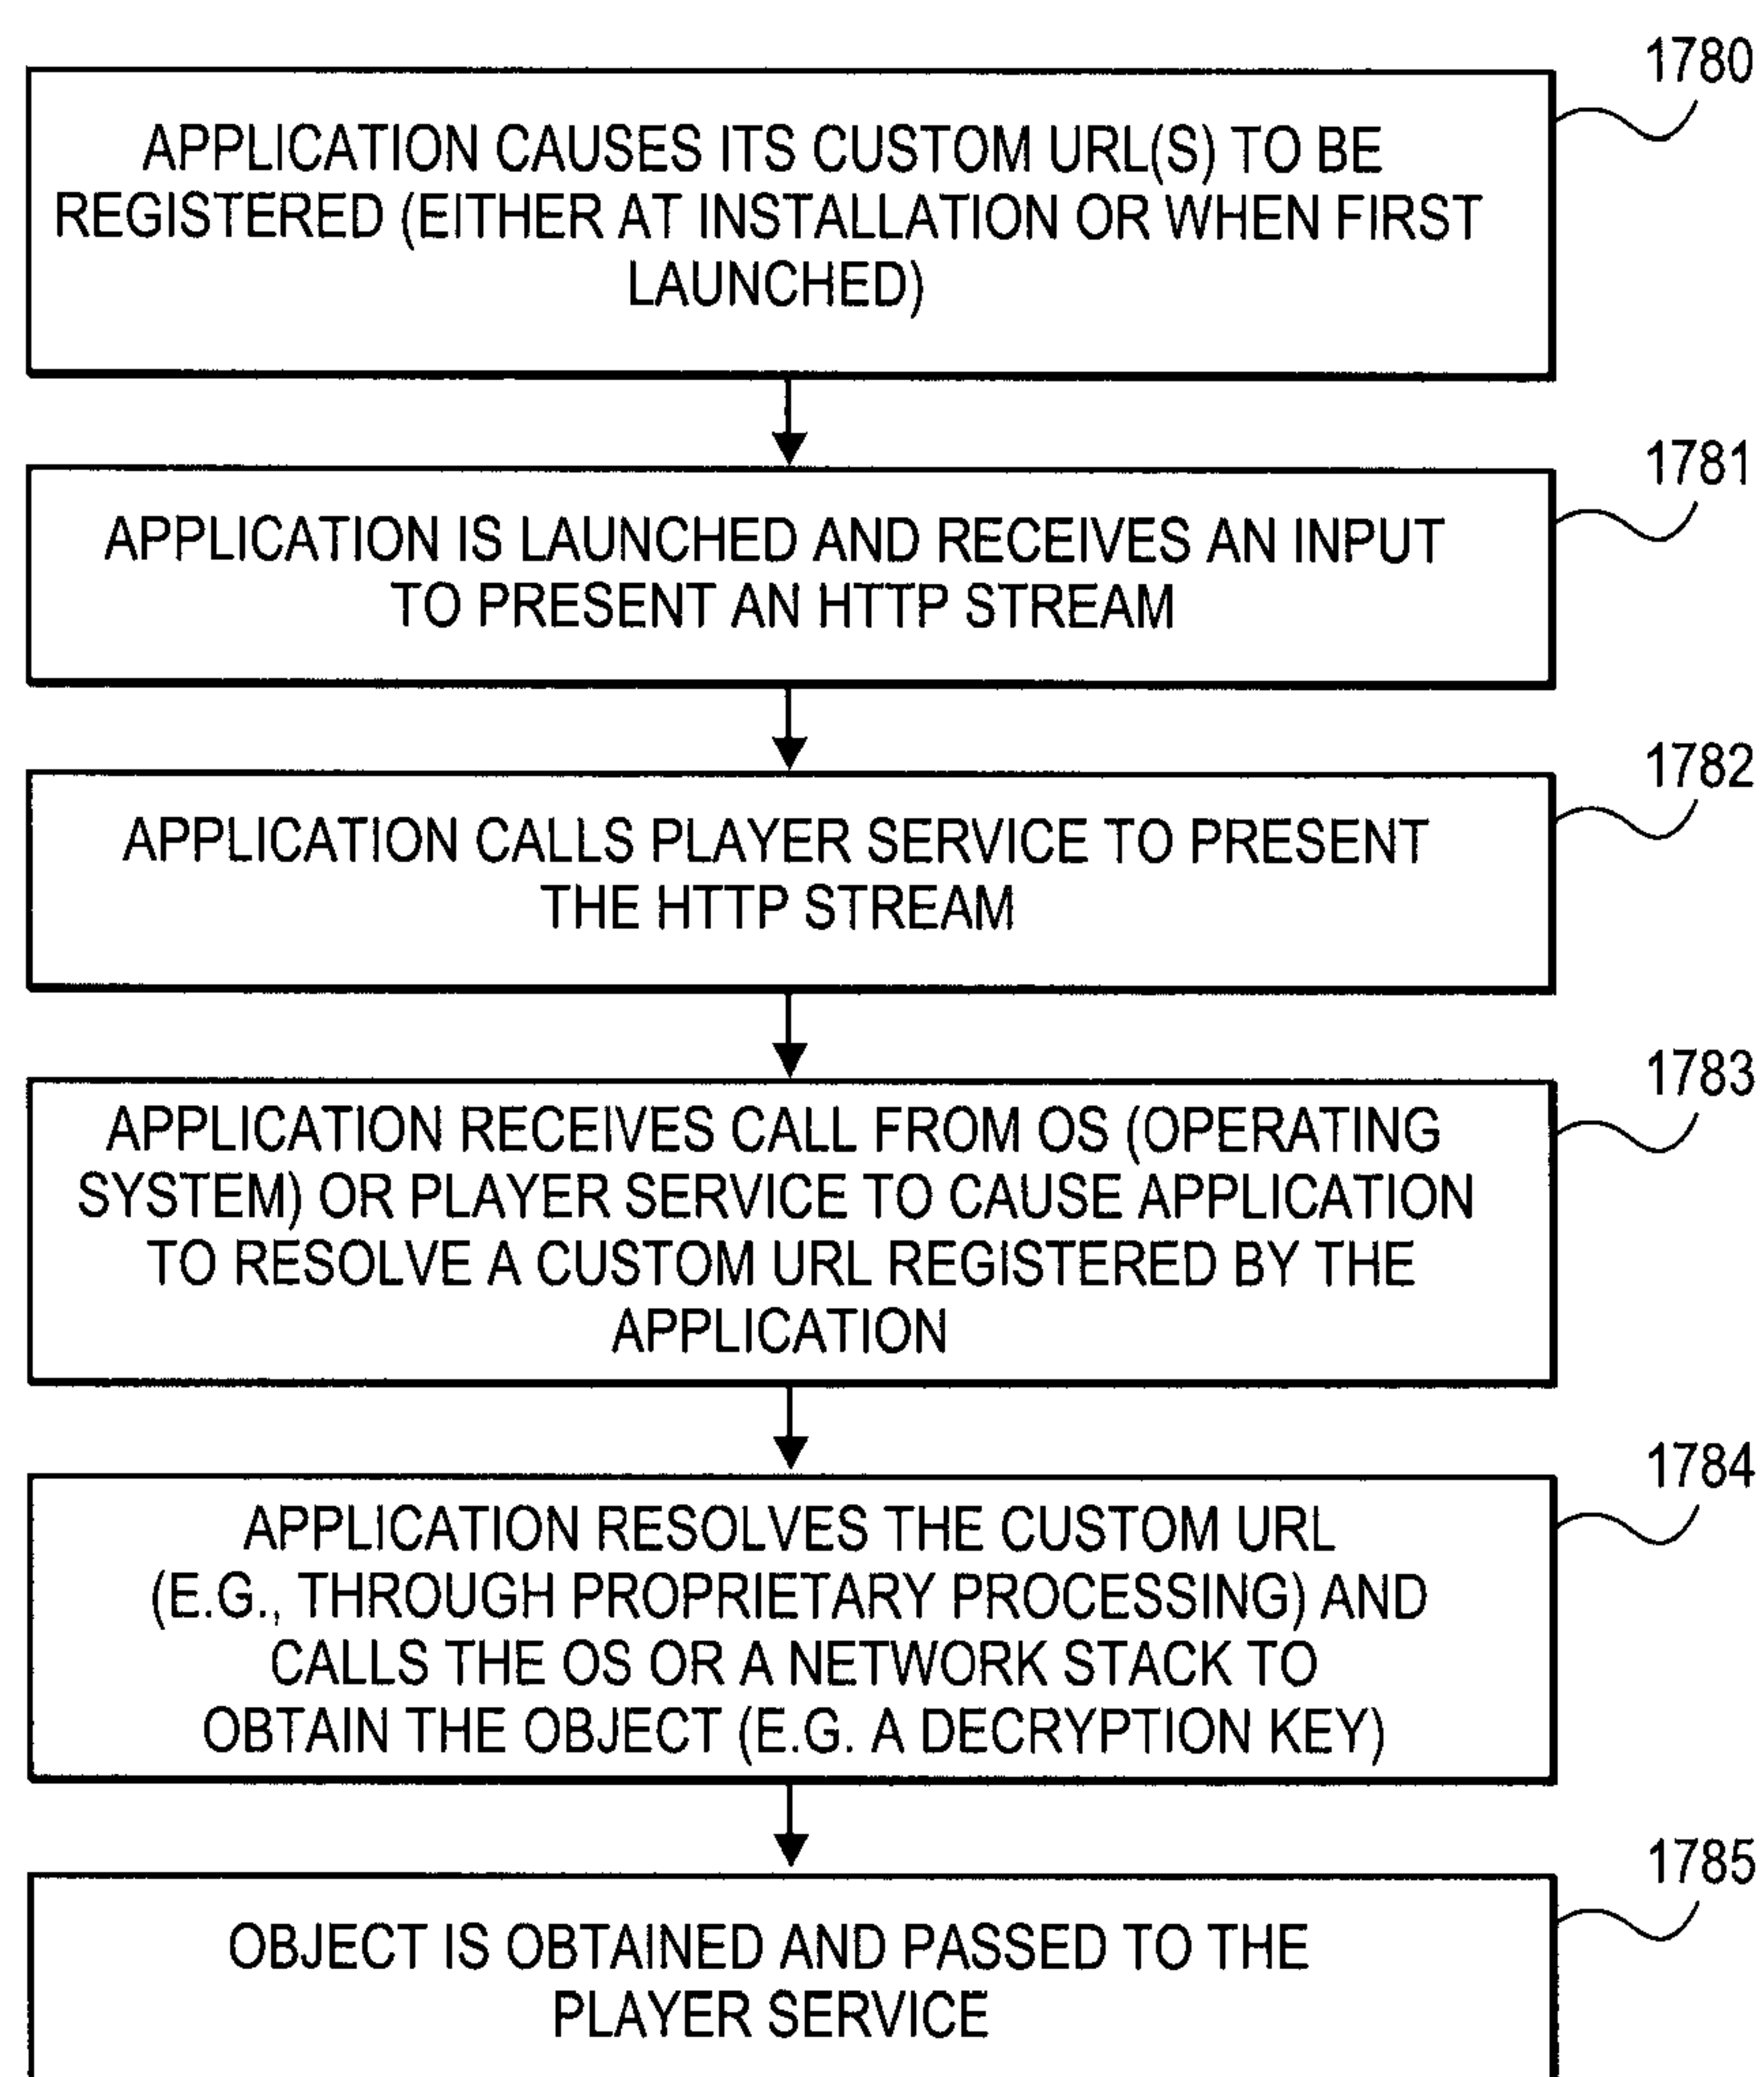 1780
APPLICATION CAUSES ITS CUSTOM URL(S) TO BE
REGISTERED (EITHER AT INSTALLATION OR WHEN FIRST
LAUNCHED)
1781
APPLICATION IS LAUNCHED AND RECEIVES AN INPUT
TO PRESENT AN HTTP STREAM
1782
APPLICATION CALLS PLAYER SERVICE TO PRESENT
THE HTTP STREAM
1783
APPLICATION RECEIVES CALL FROM OS (OPERATING
SYSTEM) OR PLAYER SERVICE TO CAUSE APPLICATION
TO RESOLVE A CUSTOM URL REGISTERED BY THE
APPLICATION
1784
APPLICATION RESOLVES THE CUSTOM URL
(E.G., THROUGH PROPRIETARY PROCESSING) AND
CALLS THE OS OR A NETWORK STACK TO
OBTAIN THE OBJECT (E.G. A DECRYPTION KEY)
1785
OBJECT IS OBTAINED AND PASSED TO THE
PLAYER SERVICE